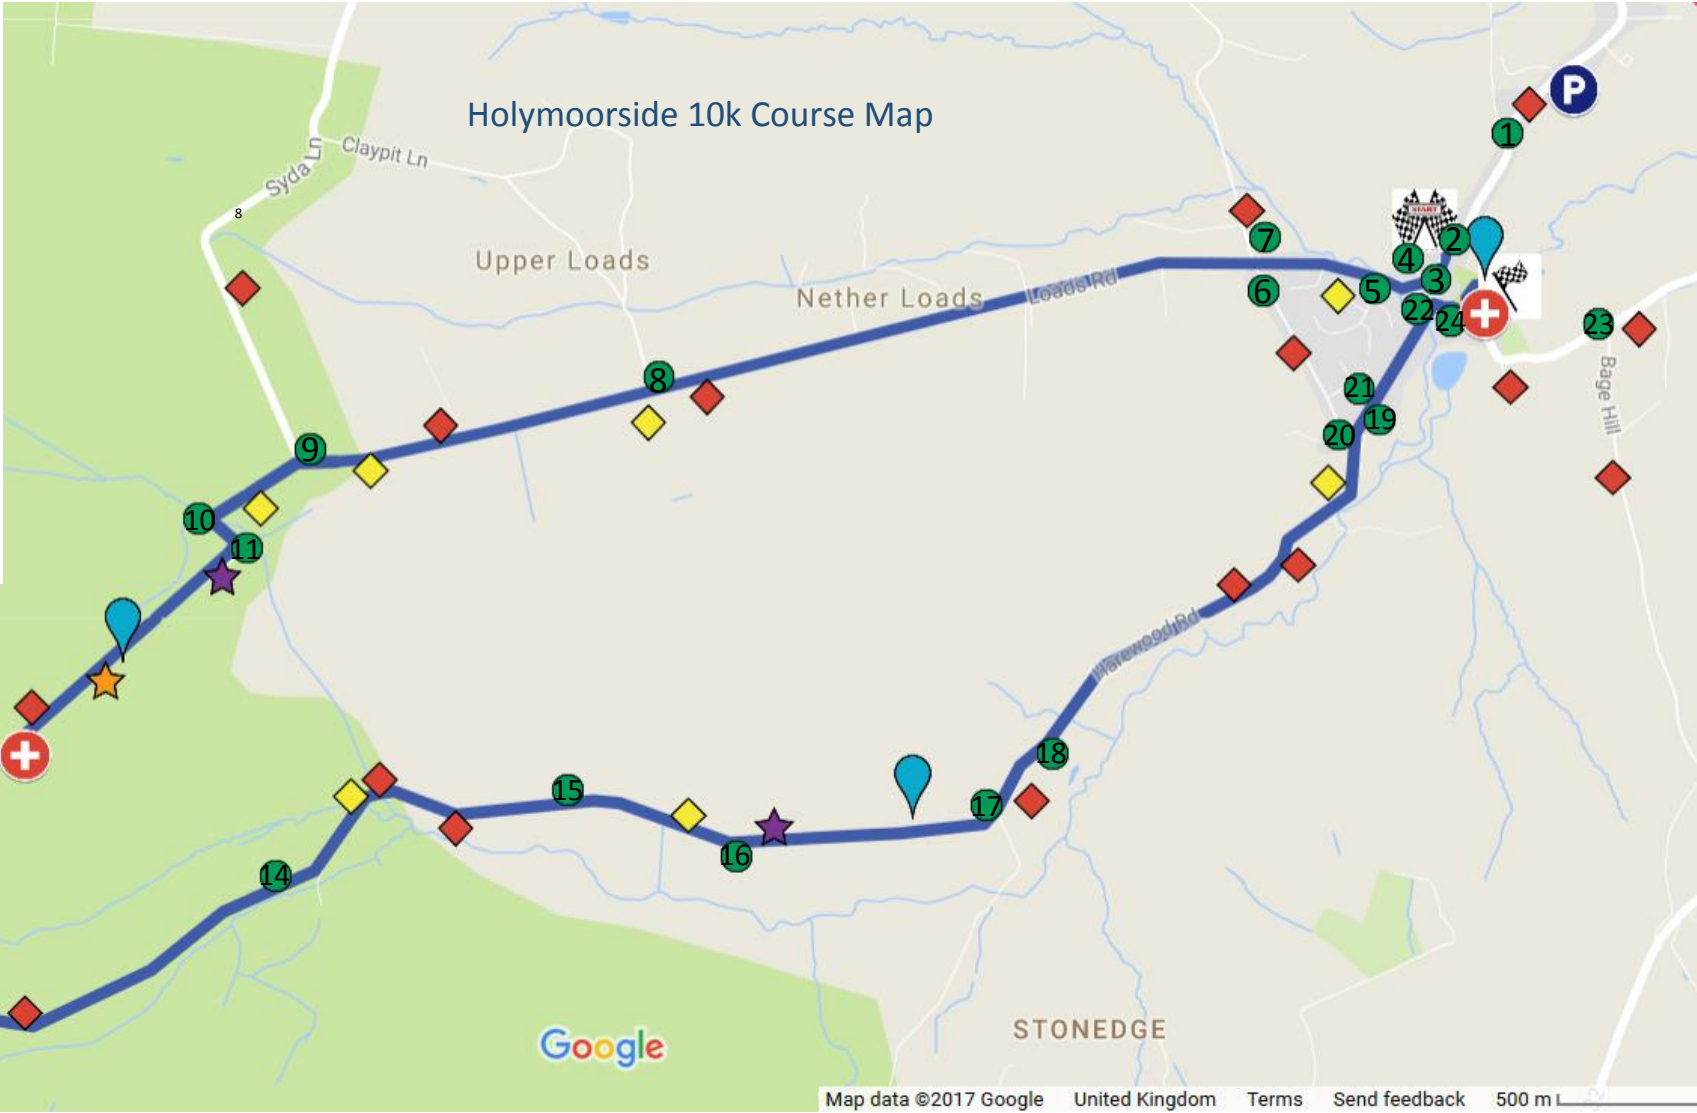 P
1
Holymoorside 10k Course Map
Claypit Ln
Syda Ln
8
START
2
7
4
Upper Loads
3
Nether Loads
Loads Rd
6
5
22
24
23
8
Bage Hill
21
19
20
9
10
11
Harewood Rd
18
15
17
16
14
STONEDGE
Google
Map data ©2017 Google United Kingdom Terms Send feedback 500 m